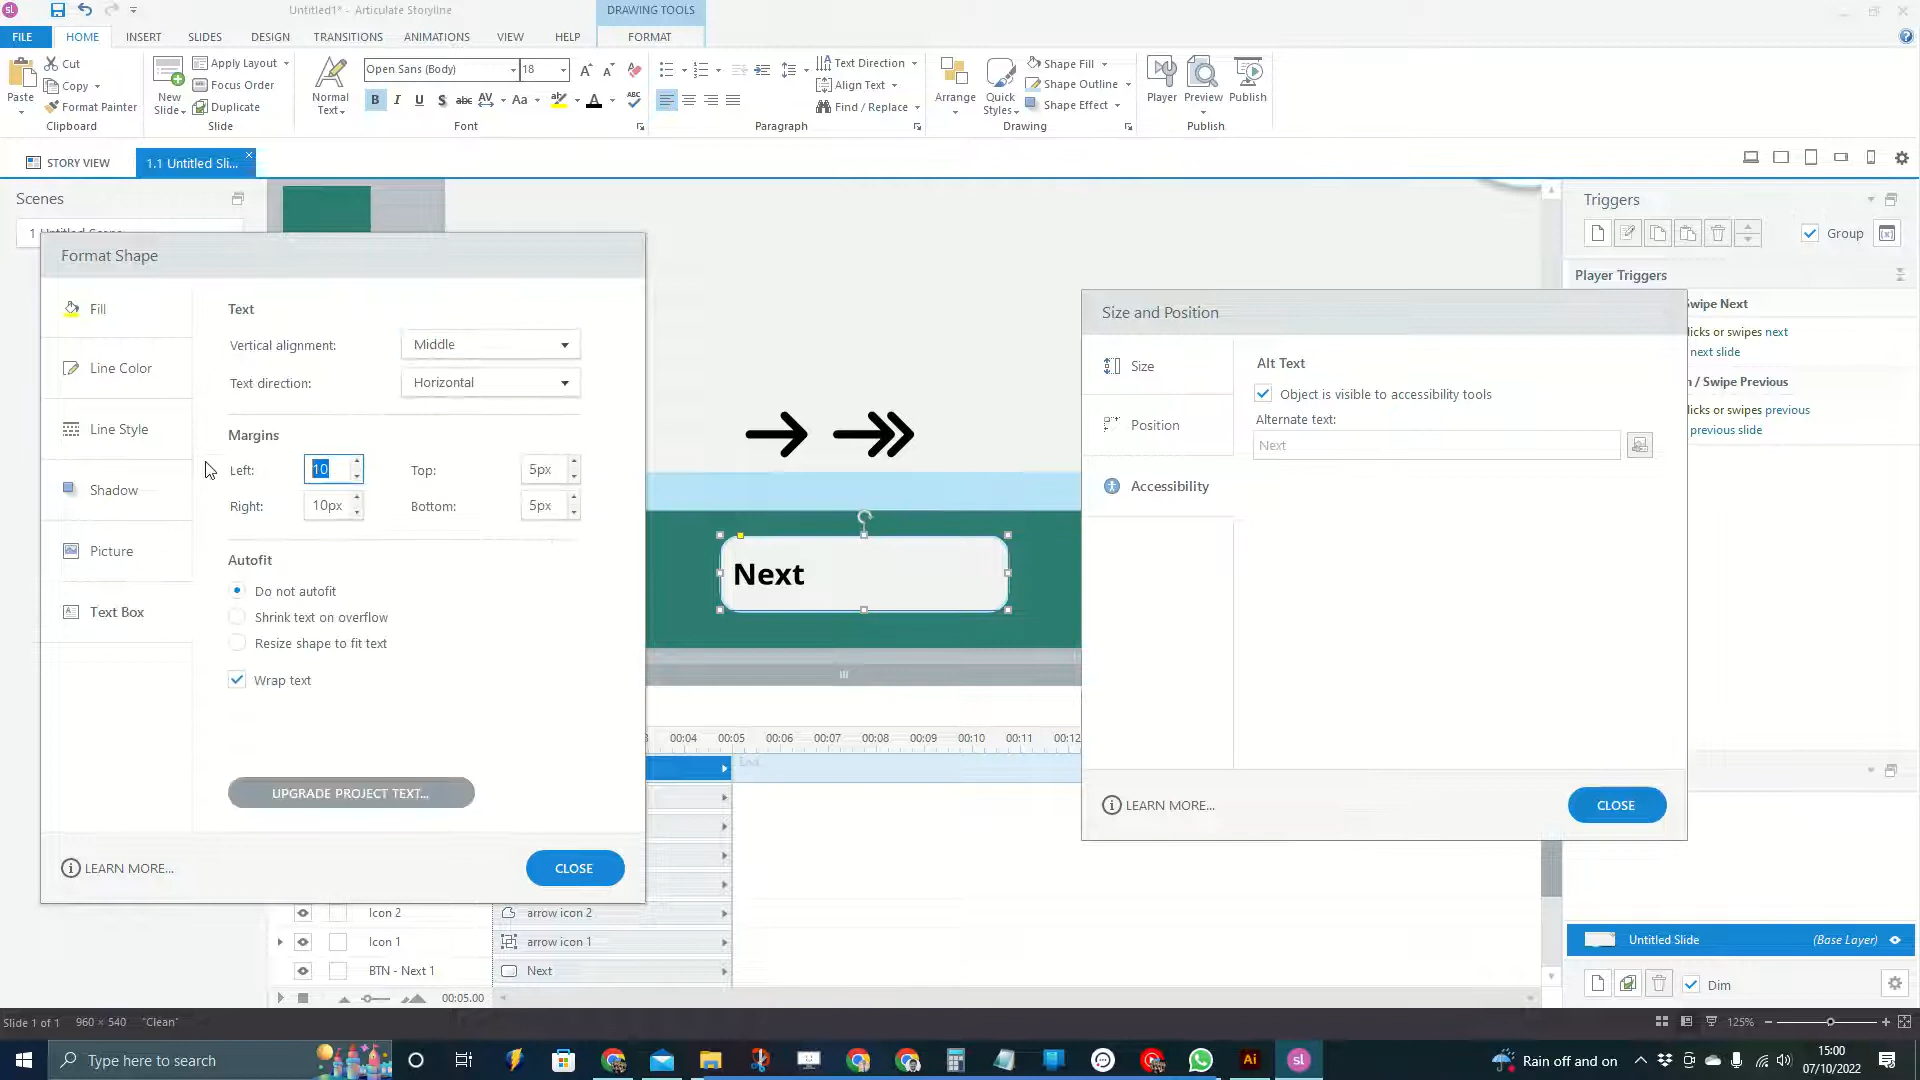 Untitled1* - Articulate Storyline
DRAWING TOOLS
FILE HOME INSERT SLIDES DESIGN TRANSITIONS ANIMATIONS VIEW HELP FORMAT
Paste
Cut
Copy
Format Painter
Clipboard
New Slide
Apply Layout
Focus Order
Duplicate
Slide
Normal Text
Open Sans (Body) 18
B I U S abc AV Aa A ABC
Font
Text Direction
Align Text
Find / Replace
Paragraph
Arrange
Quick Styles
Shape Fill
Shape Outline
Shape Effect
Drawing
Player
Preview
Publish
Publish
STORY VIEW
1.1 Untitled Sli...
Scenes
Format Shape
Fill
Line Color
Line Style
Shadow
Picture
Text Box
Text
Vertical alignment: Middle
Text direction: Horizontal
Margins
Left: 10 Top: 5px
Right: 10px Bottom: 5px
Autofit
Do not autofit
Shrink text on overflow
Resize shape to fit text
Wrap text
UPGRADE PROJECT TEXT...
LEARN MORE...
CLOSE
Next
Size and Position
Size
Position
Accessibility
Alt Text
Object is visible to accessibility tools
Alternate text:
Next
LEARN MORE...
CLOSE
Triggers
Group
Player Triggers
Swipe Next
licks or swipes next
next slide
/ Swipe Previous
licks or swipes previous
previous slide
00:04 00:05 00:06 00:07 00:08 00:09 00:10 00:11 00:12
End
Icon 2 arrow icon 2
Icon 1 arrow icon 1
BTN - Next 1 Next
00:05.00
Untitled Slide (Base Layer)
Dim
Slide 1 of 1 960 × 540 "Clean"
125%
Type here to search
Ai
sl
Rain off and on
15:00
07/10/2022